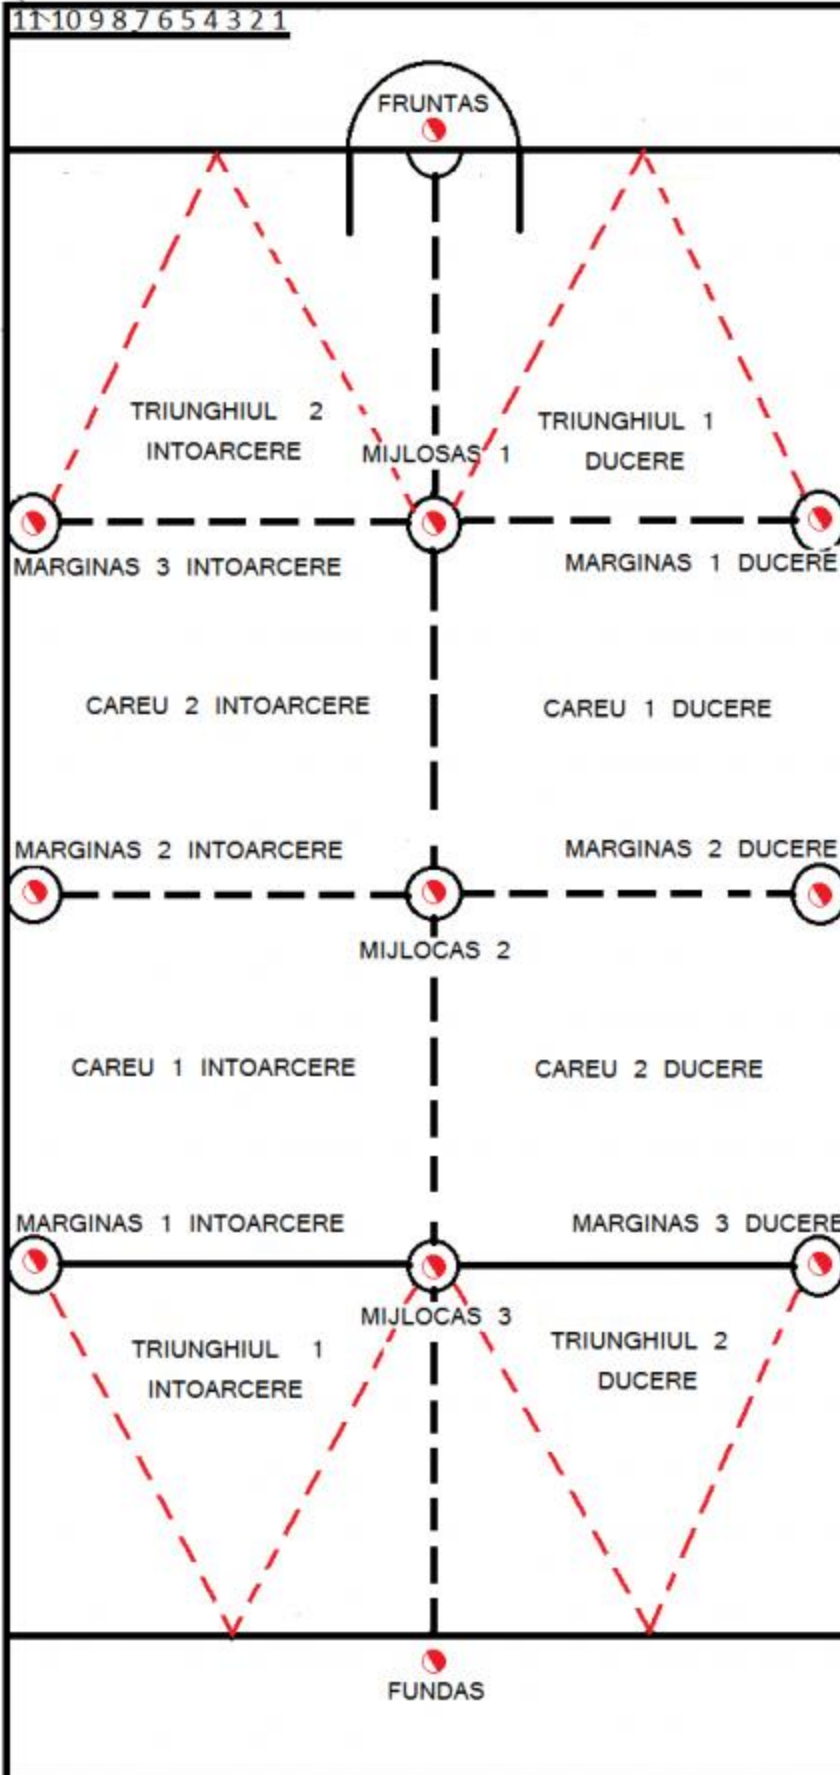 11 10 9 8 7 6 5 4 3 2 1
FRUNTAS
TRIUNGHIUL 2
INTOARCERE
TRIUNGHIUL 1
DUCERE
MIJLOSAS 1
MARGINAS 3 INTOARCERE
MARGINAS 1 DUCERE
CAREU 2 INTOARCERE
CAREU 1 DUCERE
MARGINAS 2 INTOARCERE
MARGINAS 2 DUCERE
MIJLOCAS 2
CAREU 1 INTOARCERE
CAREU 2 DUCERE
MARGINAS 1 INTOARCERE
MARGINAS 3 DUCERE
MIJLOCAS 3
TRIUNGHIUL 1
INTOARCERE
TRIUNGHIUL 2
DUCERE
FUNDAS